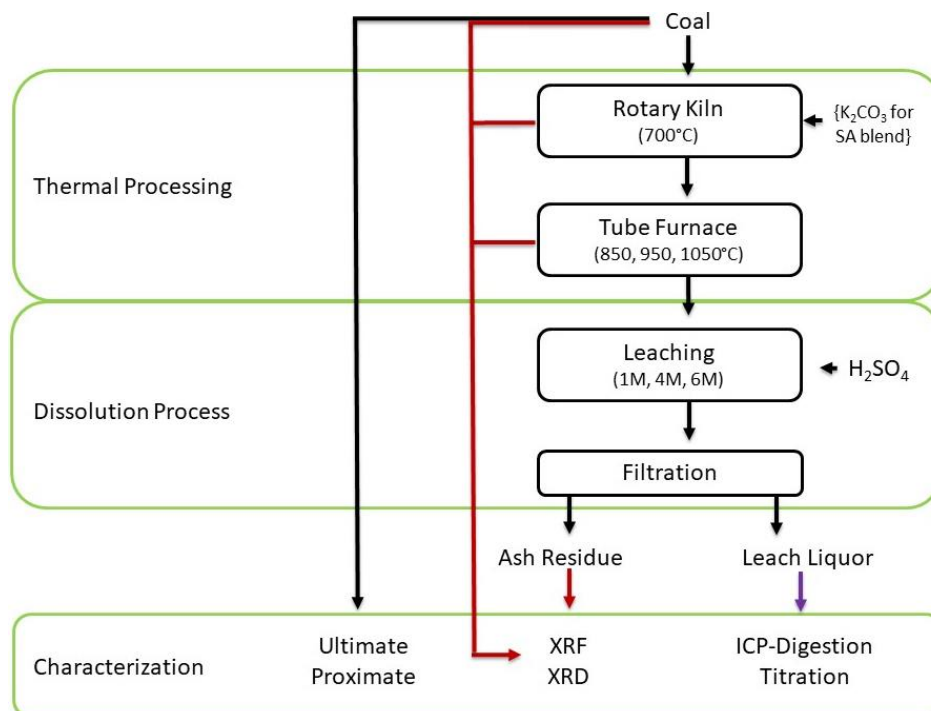 Coal
Rotary Kiln
(700°C)
{K₂CO₃ for
SA blend}
Thermal Processing
Tube Furnace
(850, 950, 1050°C)
Leaching
(1M, 4M, 6M)
H₂SO₄
Dissolution Process
Filtration
Ash Residue
Leach Liquor
Characterization
Ultimate
Proximate
XRF
XRD
ICP-Digestion
Titration